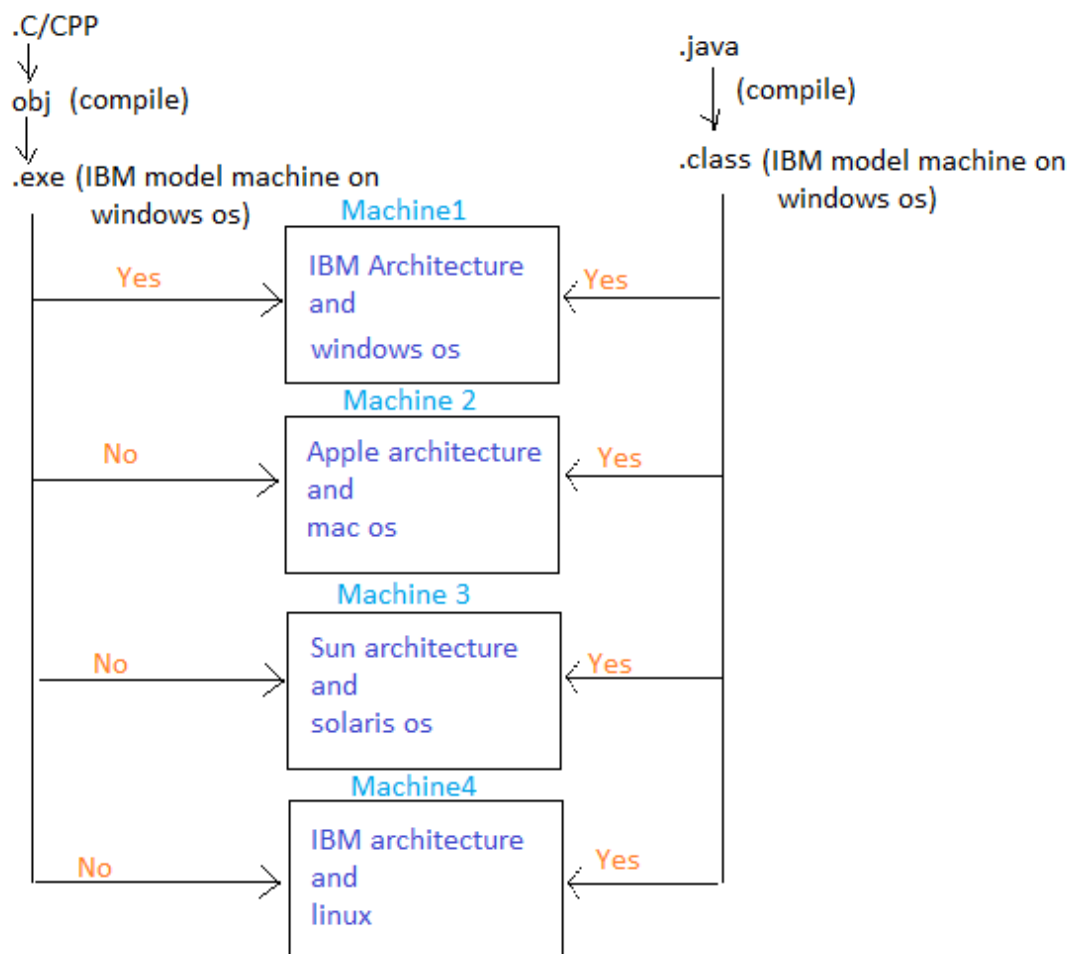 .C/CPP
obj (compile)
.exe (IBM model machine on
windows os)
.java
(compile)
.class (IBM model machine on
windows os)
Machine1
Yes
IBM Architecture
and
windows os
Yes
Machine 2
No
Apple architecture
and
mac os
Yes
Machine 3
No
Sun architecture
and
solaris os
Yes
Machine4
No
IBM architecture
and
linux
Yes